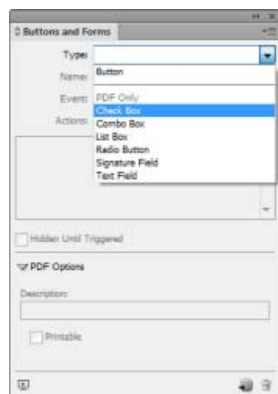 Buttons and Forms
Type:
Name:
Button
Event:
PDF Only
Check Box
Actions:
Combo Box
List Box
Radio Button
Signature Field
Text Field
Hidden Until Triggered
PDF Options
Description:
Printable